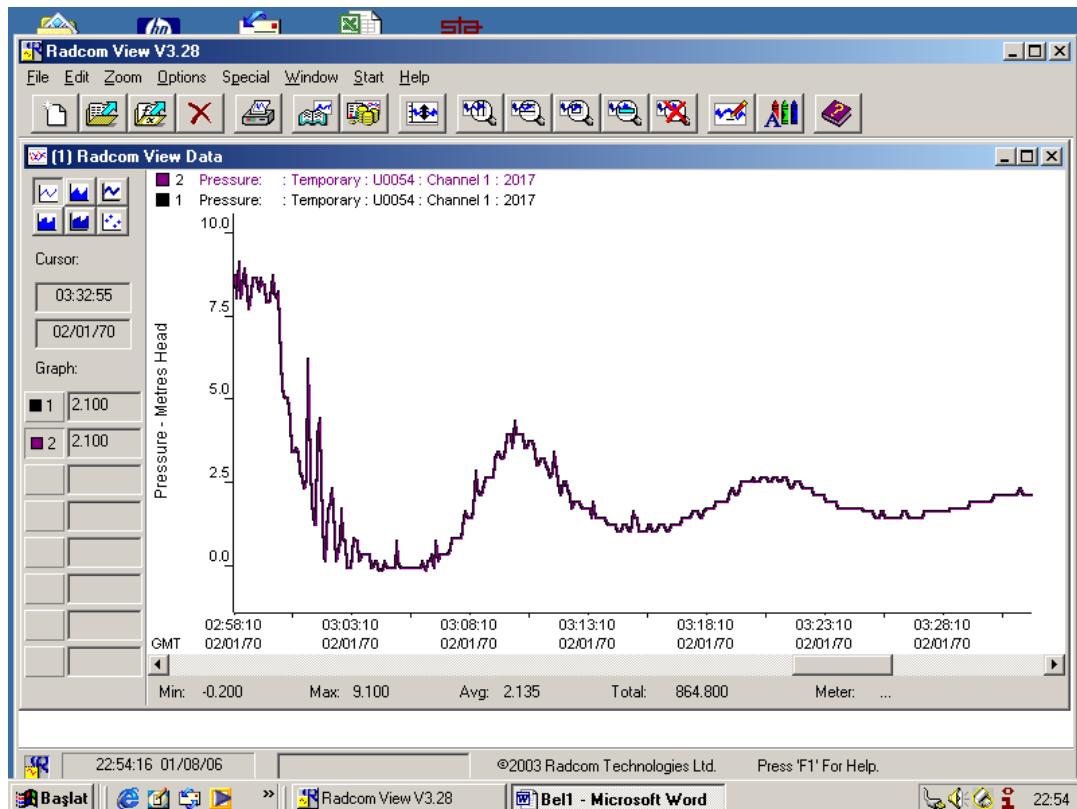 sta
Radcom View V3.28
File Edit Zoom Options Special Window Start Help
(1) Radcom View Data
2 Pressure: : Temporary : U0054 : Channel 1 : 2017
1 Pressure: : Temporary : U0054 : Channel 1 : 2017
Cursor:
03:32:55
02/01/70
Graph:
1 2.100
2 2.100
Pressure - Metres Head
10.0
7.5
5.0
2.5
0.0
02:58:10 03:03:10 03:08:10 03:13:10 03:18:10 03:23:10 03:28:10
GMT 02/01/70 02/01/70 02/01/70 02/01/70 02/01/70 02/01/70 02/01/70
Min: -0.200 Max: 9.100 Avg: 2.135 Total: 864.800 Meter: ...
22:54:16 01/08/06 ©2003 Radcom Technologies Ltd. Press 'F1' For Help.
Başlat » Radcom View V3.28 Bel1 - Microsoft Word 22:54